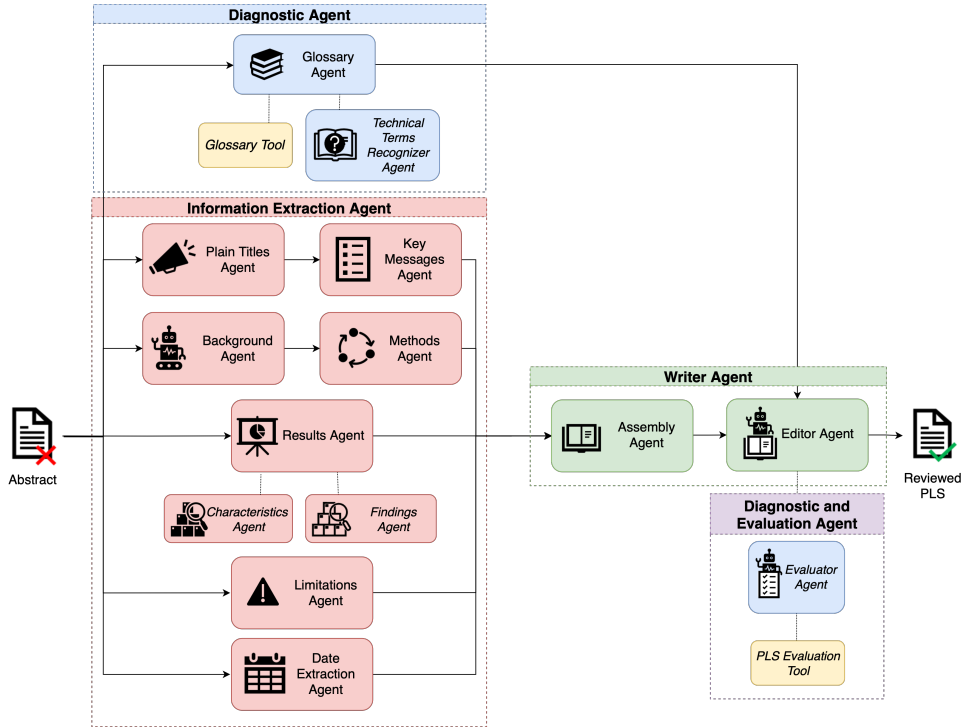 Diagnostic Agent
Glossary
Agent
Glossary Tool
Technical
Terms
Recognizer
Agent
Information Extraction Agent
Plain Titles
Agent
Key
Messages
Agent
Background
Agent
Methods
Agent
Abstract
Results Agent
Characteristics
Agent
Findings
Agent
Limitations
Agent
Date
Extraction
Agent
Writer Agent
Assembly
Agent
Editor Agent
Reviewed
PLS
Diagnostic and
Evaluation Agent
Evaluator
Agent
PLS Evaluation
Tool